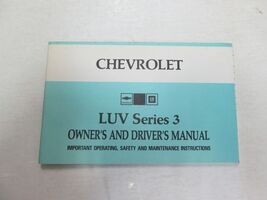 CHEVROLET
LUV Series 3
OWNER'S AND DRIVER'S MANUAL
IMPORTANT OPERATING, SAFETY AND MAINTENANCE INSTRUCTIONS